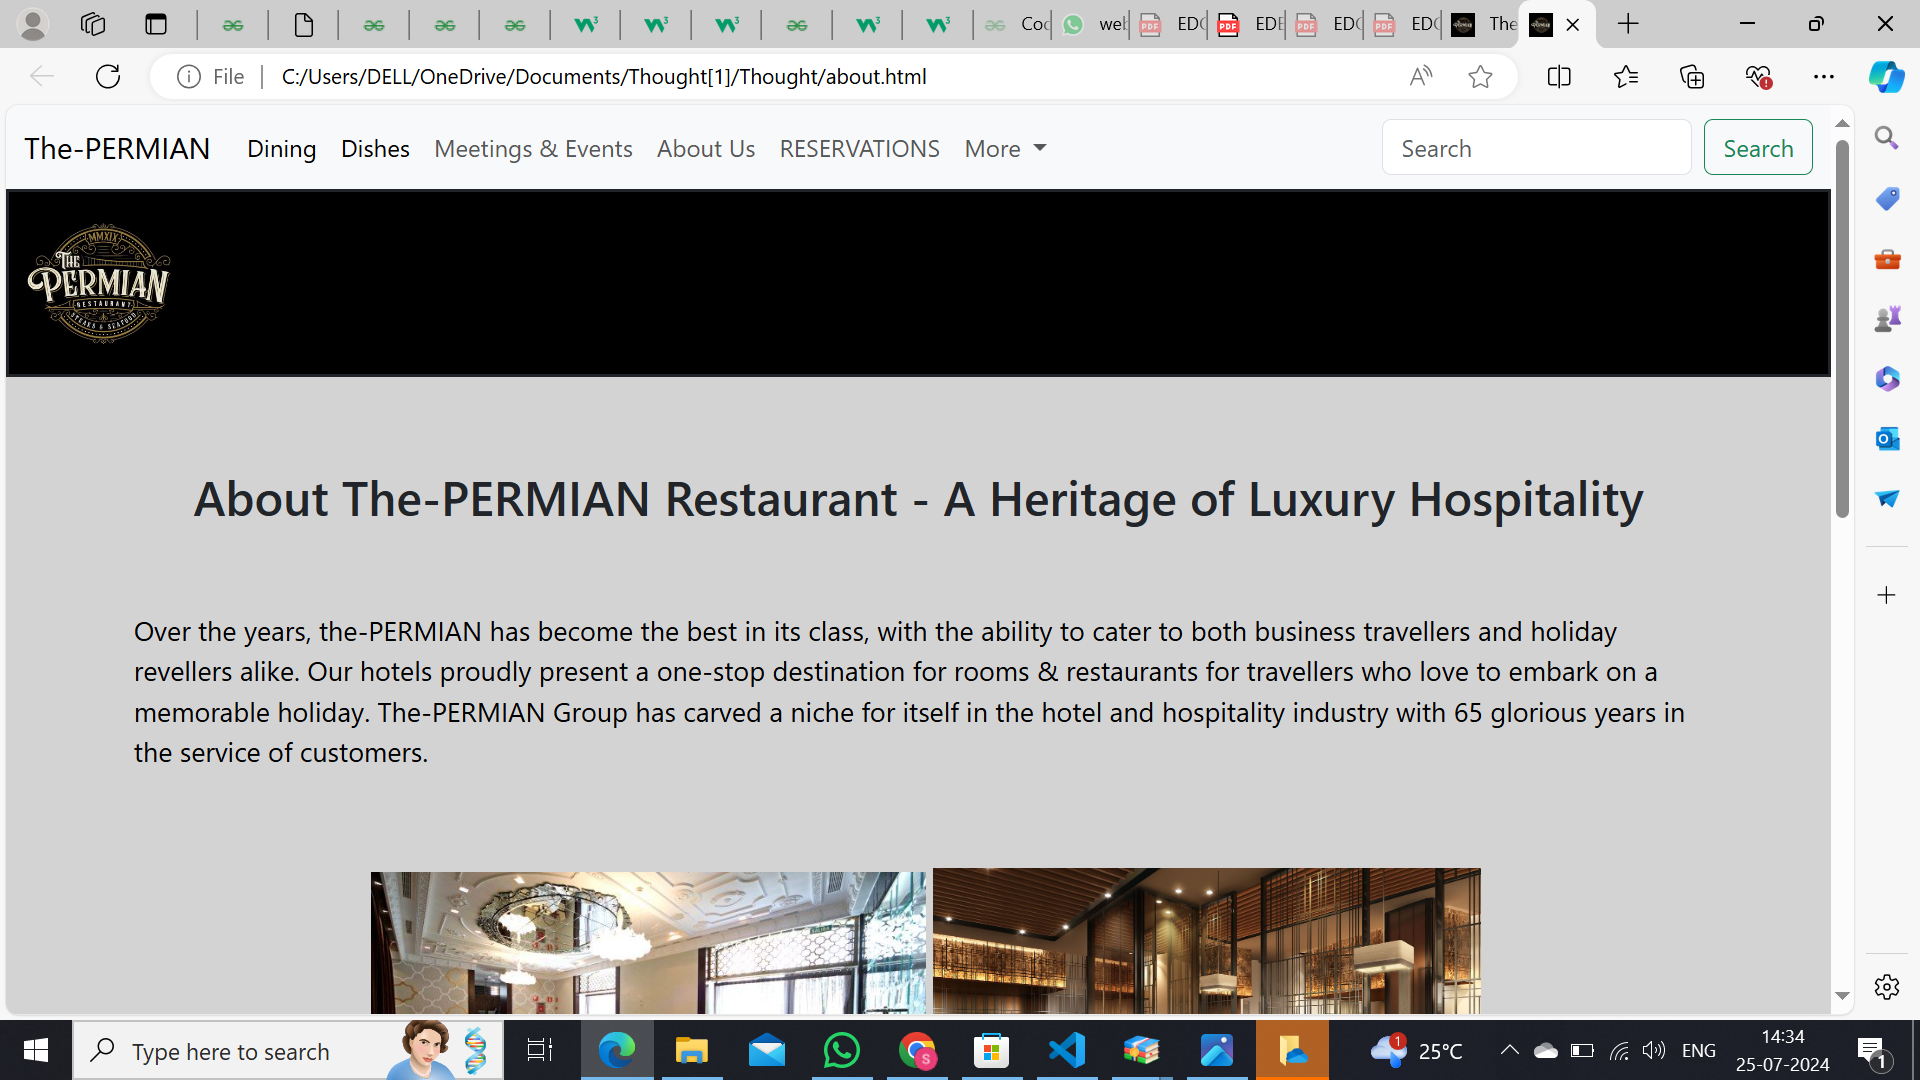 Coc
web
EDC
EDE
EDC
EDC
The
File
C:/Users/DELL/OneDrive/Documents/Thought[1]/Thought/about.html
The-PERMIAN Dining Dishes Meetings & Events About Us RESERVATIONS More Search Search
MMXIX
THE
PERMIAN
RESTAURANT
STEAKS & SEAFOOD
About The-PERMIAN Restaurant - A Heritage of Luxury Hospitality
Over the years, the-PERMIAN has become the best in its class, with the ability to cater to both business travellers and holiday
revellers alike. Our hotels proudly present a one-stop destination for rooms & restaurants for travellers who love to embark on a
memorable holiday. The-PERMIAN Group has carved a niche for itself in the hotel and hospitality industry with 65 glorious years in
the service of customers.
Type here to search
1
25°C
ENG
14:34
25-07-2024
1